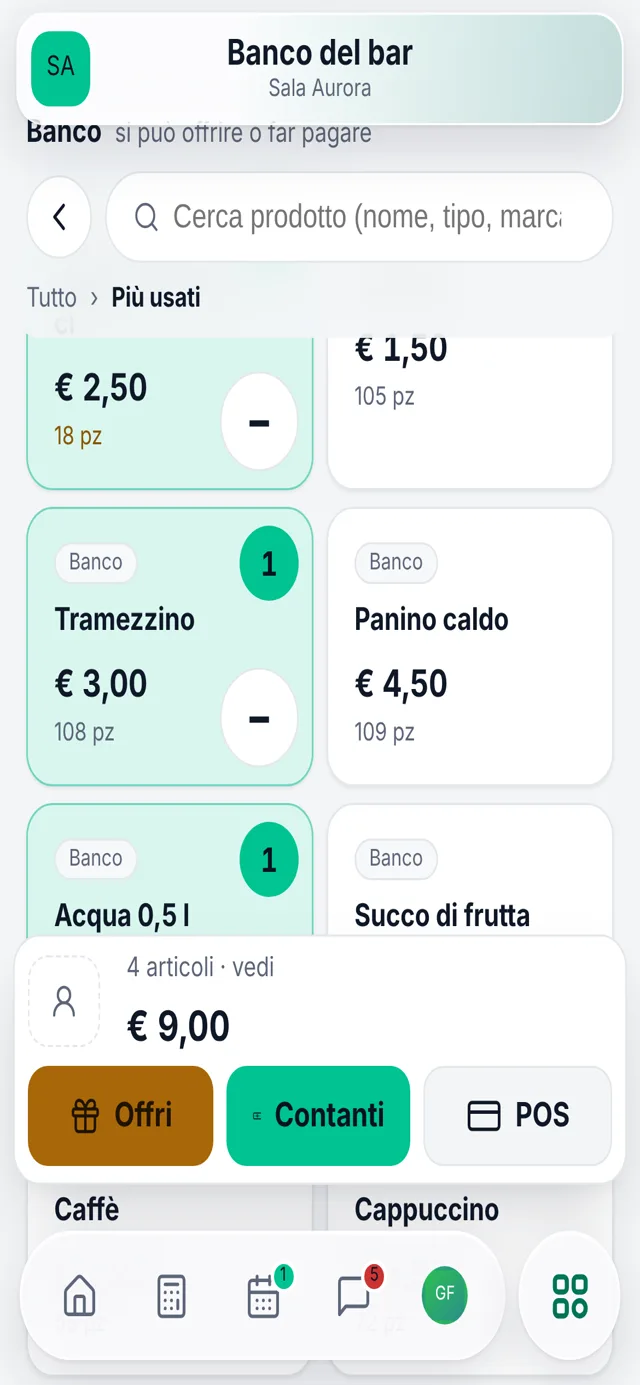 SA
Banco del bar
Sala Aurora
Banco si può offrire o far pagare
Cerca prodotto (nome, tipo, marca
Tutto › Più usati
cl
€ 2,50
18 pz
−
€ 1,50
105 pz
Banco
1
Tramezzino
€ 3,00
108 pz
−
Banco
Panino caldo
€ 4,50
109 pz
Banco
1
Acqua 0,5 l
Banco
Succo di frutta
4 articoli · vedi
€ 9,00
Offri
Contanti
POS
Caffè
Cappuccino
1
5
GF